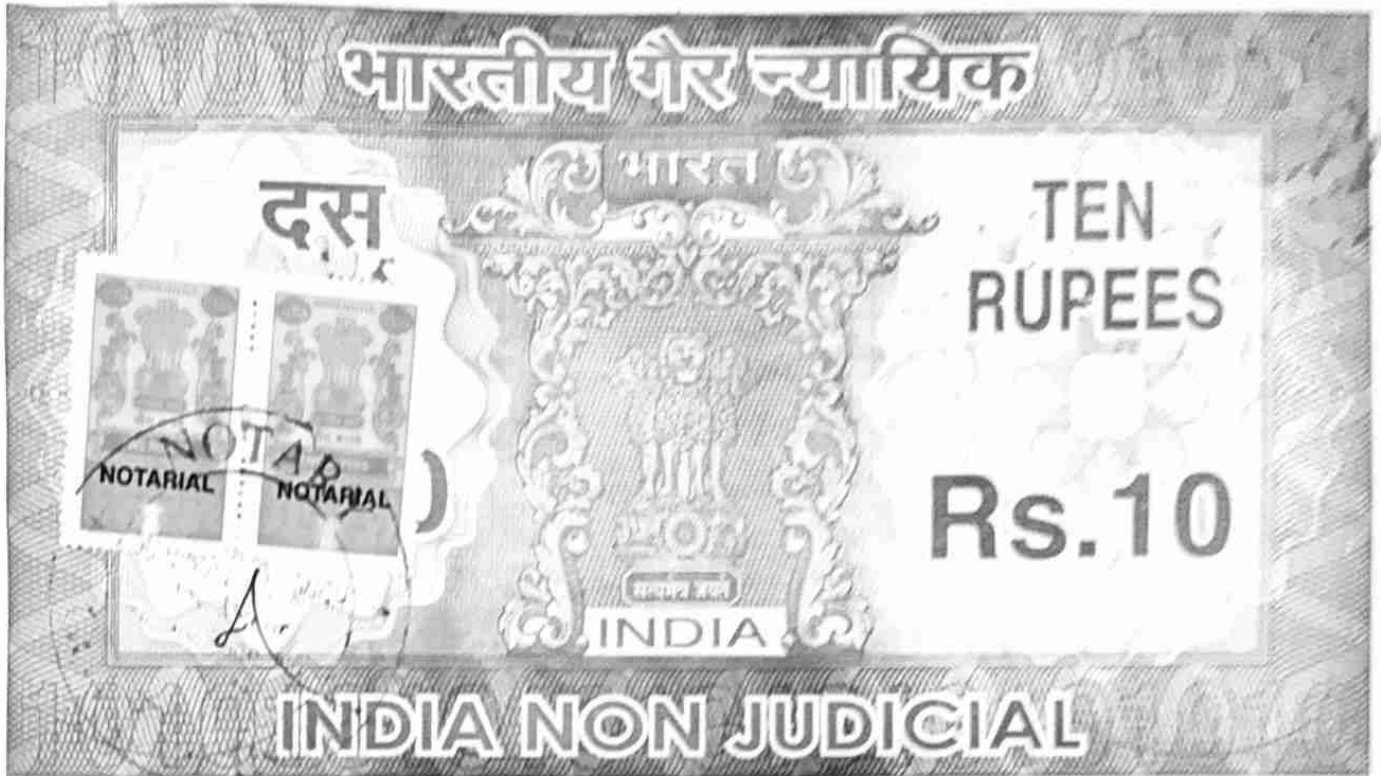 भारतीय गैर न्यायिक
भारत
दस
TEN
RUPEES
NOTAR
NOTARIAL
NOTARIAL
Rs.10
सत्यमेव जयते
INDIA
INDIA NON JUDICIAL